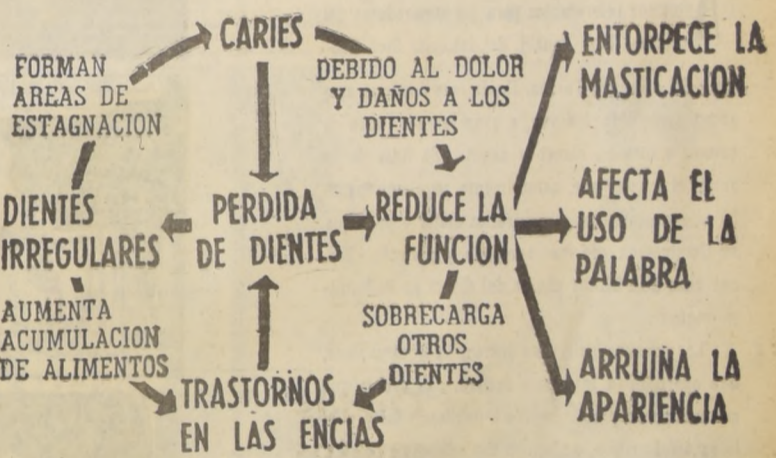 CARIES
FORMAN
AREAS DE
ESTAGNACION
DEBIDO AL DOLOR
Y DAÑOS A LOS
DIENTES
ENTORPECE LA
MASTICACION
DIENTES
IRREGULARES
PERDIDA
DE DIENTES
REDUCE LA
FUNCION
AFECTA EL
USO DE LA
PALABRA
AUMENTA
ACUMULACION
DE ALIMENTOS
SOBRECARGA
OTROS
DIENTES
TRASTORNOS
EN LAS ENCIAS
ARRUINA LA
APARIENCIA